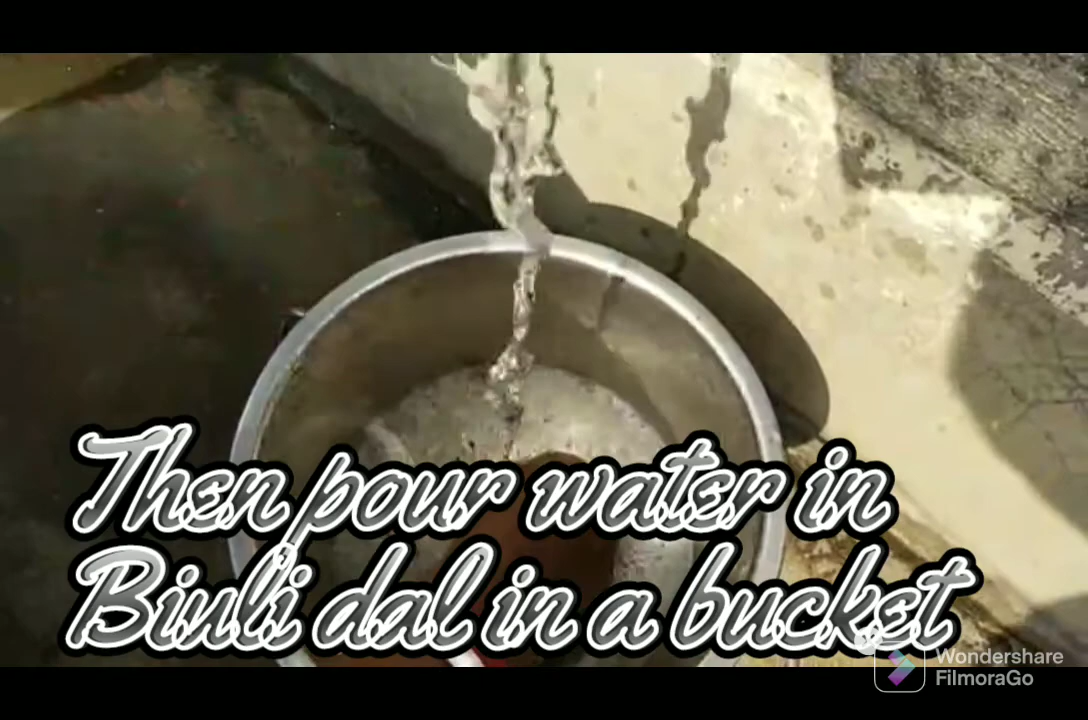 Then pour water in
Biuli dal in a bucket
Wondershare
FilmoraGo